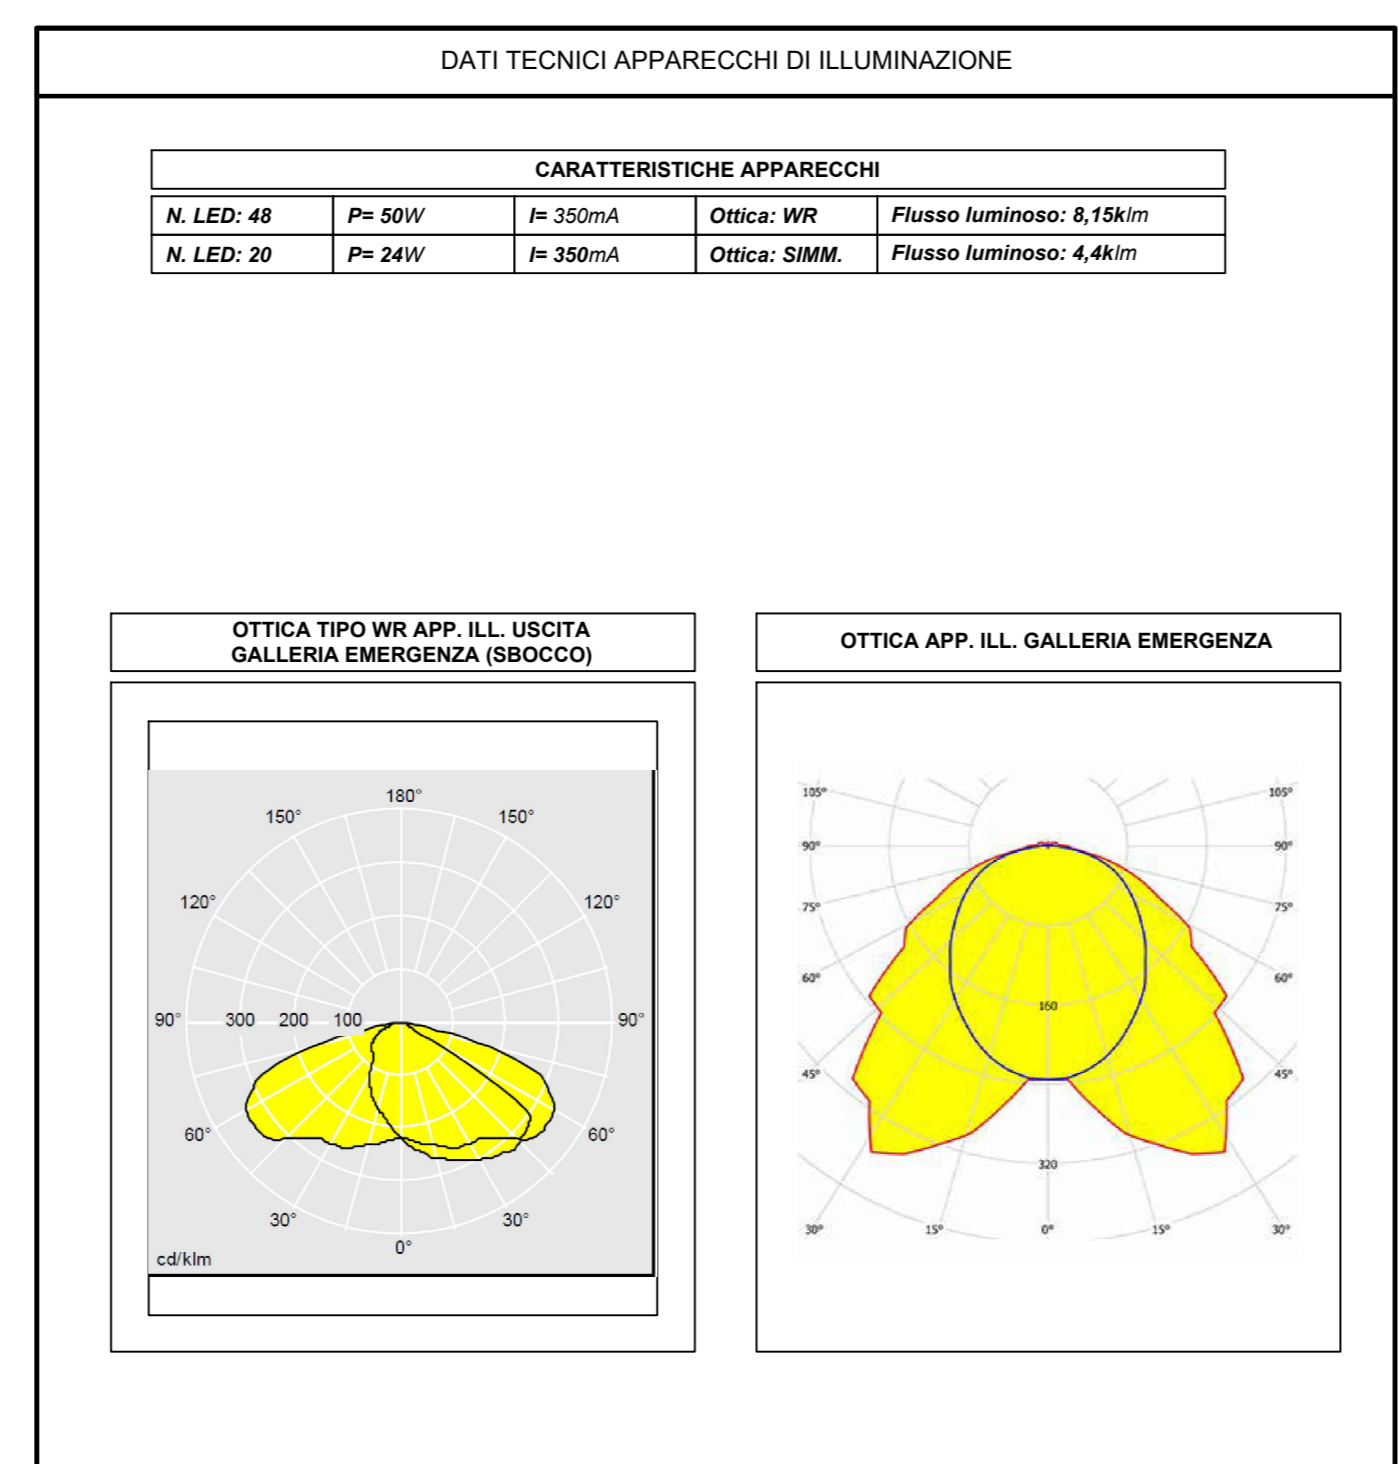 DATI TECNICI APPARECCHI DI ILLUMINAZIONE
CARATTERISTICHE APPARECCHI
N. LED: 48 P= 50W I= 350mA Ottica: WR Flusso luminoso: 8,15klm
N. LED: 20 P= 24W I= 350mA Ottica: SIMM. Flusso luminoso: 4,4klm
OTTICA TIPO WR APP. ILL. USCITA
GALLERIA EMERGENZA (SBOCCO)
180°
150° 150°
120° 120°
90° 300 200 100 90°
60° 60°
30° 30°
0°
cd/klm
OTTICA APP. ILL. GALLERIA EMERGENZA
105° 105°
90° 90°
75° 75°
60° 160 60°
45° 45°
320
30° 15° 0° 15° 30°